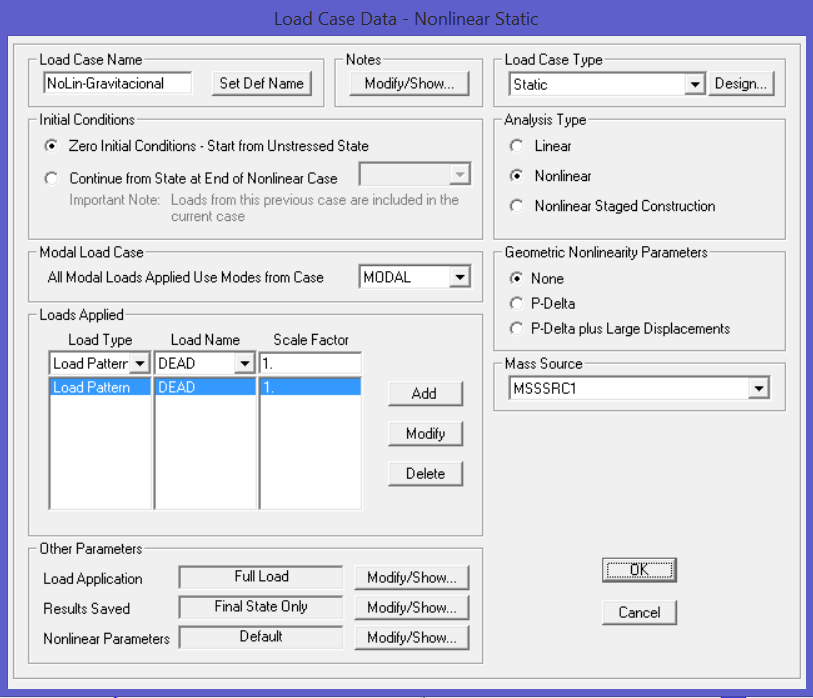 Load Case Data - Nonlinear Static
Load Case Name
NoLin-Gravitacional
Set Def Name
Notes
Modify/Show...
Load Case Type
Static
Design...
Initial Conditions
Zero Initial Conditions - Start from Unstressed State
Continue from State at End of Nonlinear Case
Important Note: Loads from this previous case are included in the
current case
Analysis Type
Linear
Nonlinear
Nonlinear Staged Construction
Modal Load Case
All Modal Loads Applied Use Modes from Case
MODAL
Geometric Nonlinearity Parameters
None
P-Delta
P-Delta plus Large Displacements
Loads Applied
Load Type Load Name Scale Factor
Load Pattern DEAD 1.
Load Pattern DEAD 1.
Add
Modify
Delete
Mass Source
MSSSRC1
Other Parameters
Load Application Full Load Modify/Show...
Results Saved Final State Only Modify/Show...
Nonlinear Parameters Default Modify/Show...
OK
Cancel